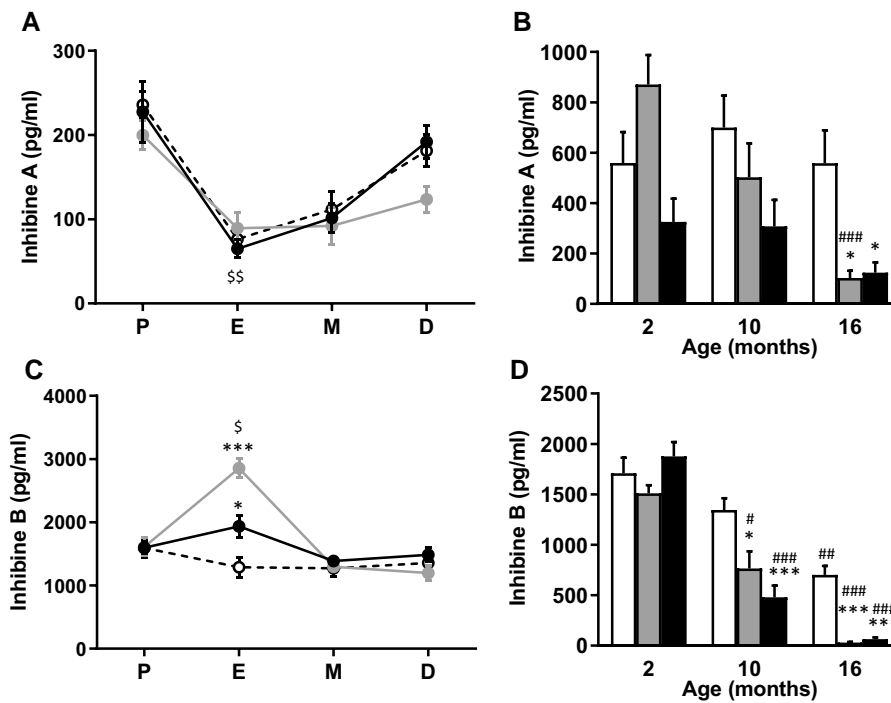 A
Inhibine A (pg/ml)
300
200
100
0
$$
P E M D
B
Inhibine A (pg/ml)
1000
800
600
400
200
0
###
* *
2 10 16
Age (months)
C
Inhibine B (pg/ml)
4000
3000
2000
1000
0
$
***
*
P E M D
D
Inhibine B (pg/ml)
2500
2000
1500
1000
500
0
#
*
###
***
##
###
***
###
**
2 10 16
Age (months)